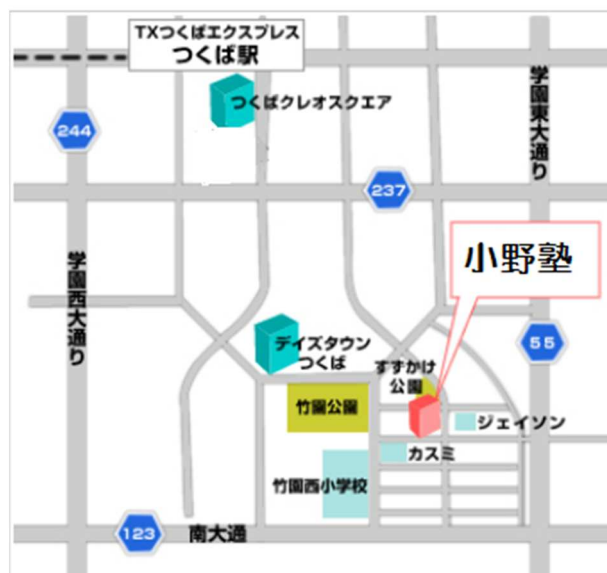 TXつくばエクスプレス
つくば駅
つくばクレオスクエア
学園東大通り
244
237
小野塾
学園西大通り
デイズタウン
つくば
55
すずかけ
公園
竹園公園
ジェイソン
カスミ
竹園西小学校
123
南大通